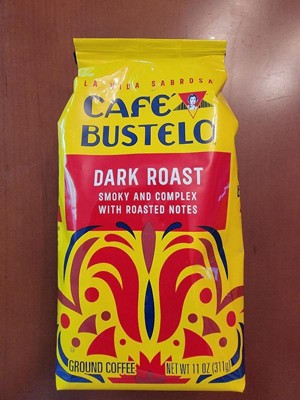 LA VIDA SABROSA
CAFÉ
BUSTELO
DARK ROAST
SMOKY AND COMPLEX
WITH ROASTED NOTES
GROUND COFFEE NET WT 11 OZ (311g)